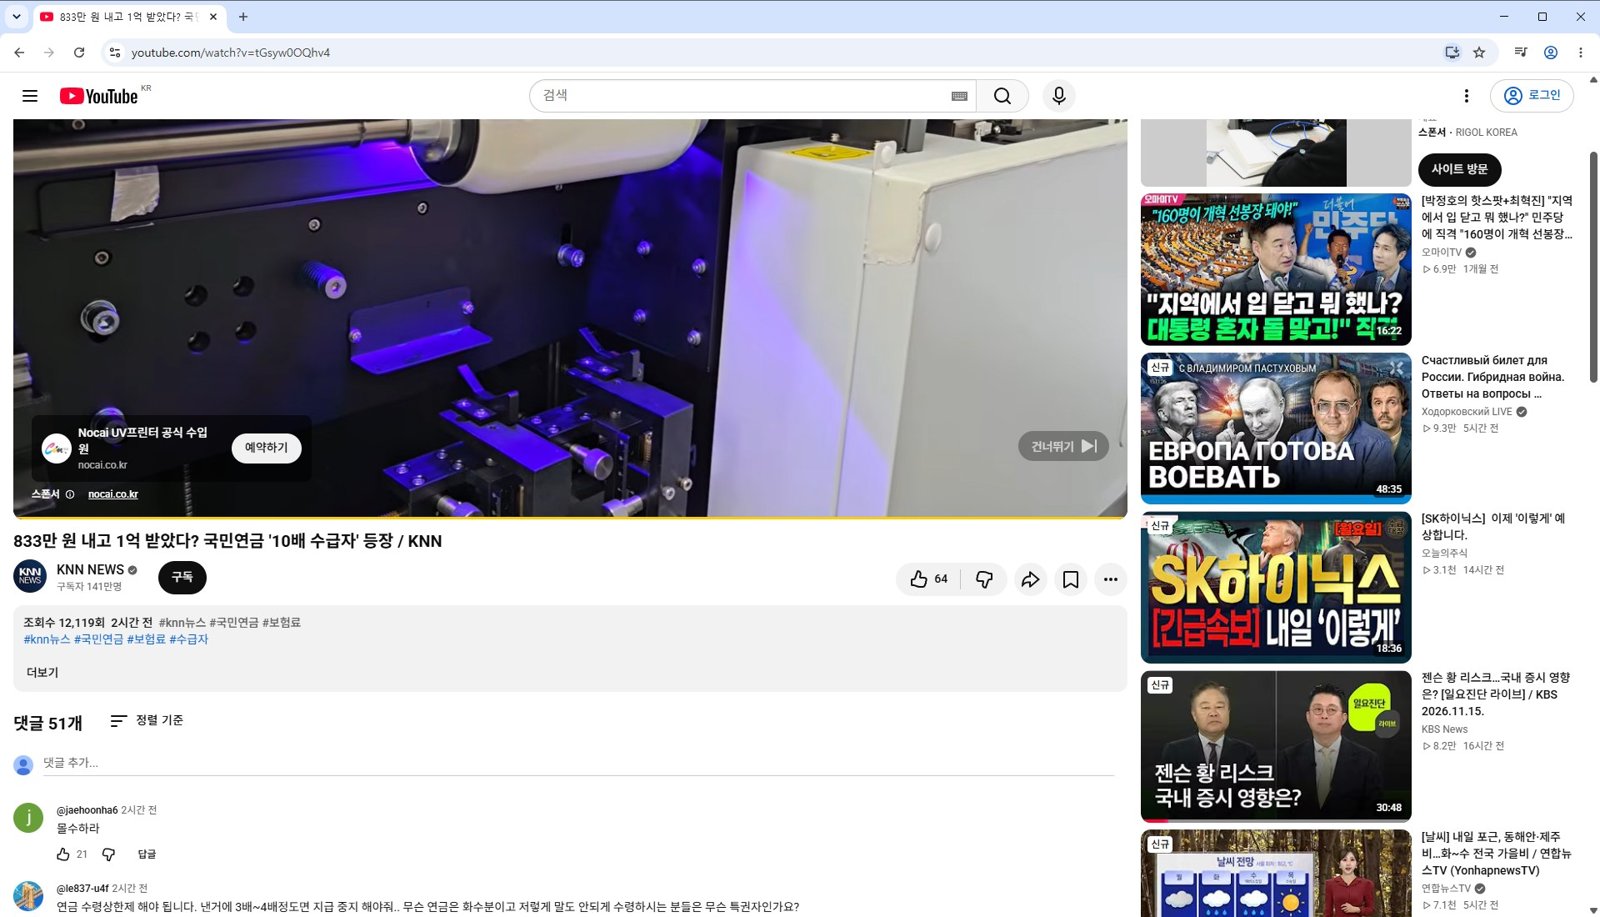 833만 원 내고 1억 받았다? 국민
youtube.com/watch?v=tGsyw0OQhv4
YouTube KR
검색
로그인
Nocai UV프린터 공식 수입
원
nocai.co.kr
예약하기
건너뛰기
스폰서 nocai.co.kr
833만 원 내고 1억 받았다? 국민연금 '10배 수급자' 등장 / KNN
KNN NEWS
KNN NEWS
구독자 141만명
구독
64
조회수 12,119회 2시간 전 #knn뉴스 #국민연금 #보험료
#knn뉴스 #국민연금 #보험료 #수급자
더보기
댓글 51개
정렬 기준
댓글 추가...
j
@jaehoonha6 2시간 전
몰수하라
21
답글
@le837-u4f 2시간 전
연금 수령상한제 해야 됩니다. 낸거에 3배~4배정도면 지급 중지 해야줘.. 무슨 연금은 화수분이고 저렇게 말도 안되게 수령하시는 분들은 무슨 특권자인가요?
스폰서 · RIGOL KOREA
사이트 방문
오마이TV
"160명이 개혁 선봉장 돼야!"
더불어
민주당
"지역에서 입 닫고 뭐 했나?
대통령 혼자 돌 맞고!" 직격
16:22
[박정호의 핫스팟+최혁진] "지역
에서 입 닫고 뭐 했나?" 민주당
에 직격 "160명이 개혁 선봉장...
오마이TV
6.9만 1개월 전
신규
С ВЛАДИМИРОМ ПАСТУХОВЫМ
ЕВРОПА ГОТОВА
ВОЕВАТЬ
48:35
Счастливый билет для
России. Гибридная война.
Ответы на вопросы ...
Ходорковский LIVE
9.3만 5시간 전
신규
[월요일]
SK하이닉스
[긴급속보] 내일 '이렇게'
18:36
[SK하이닉스] 이제 '이렇게' 예
상합니다.
오늘의주식
3.1천 14시간 전
신규
일요진단
라이브
젠슨 황 리스크
국내 증시 영향은?
30:48
젠슨 황 리스크...국내 증시 영향
은? [일요진단 라이브] / KBS
2026.11.15.
KBS News
8.2만 16시간 전
신규
날씨 전망
월 화 수 목
[날씨] 내일 포근, 동해안·제주
비...화~수 전국 가을비 / 연합뉴
스TV (YonhapnewsTV)
연합뉴스TV
7.1천 5시간 전